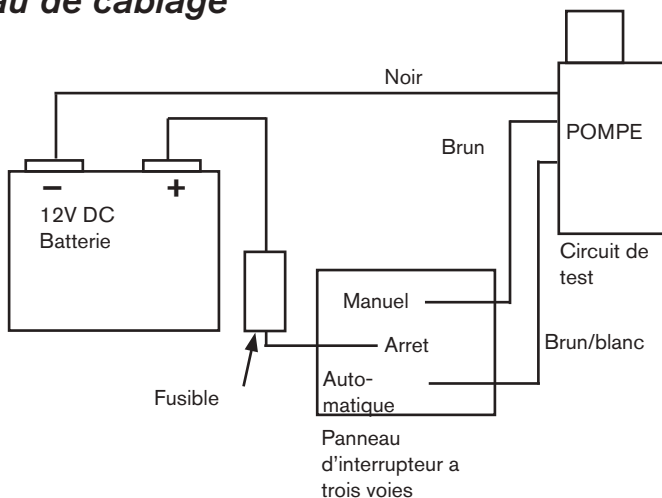 au de câblage
Noir
Brun
POMPE
12V DC
Batterie
Circuit de
test
Manuel
Arret
Brun/blanc
Auto-
matique
Fusible
Panneau
d'interrupteur a
trois voies